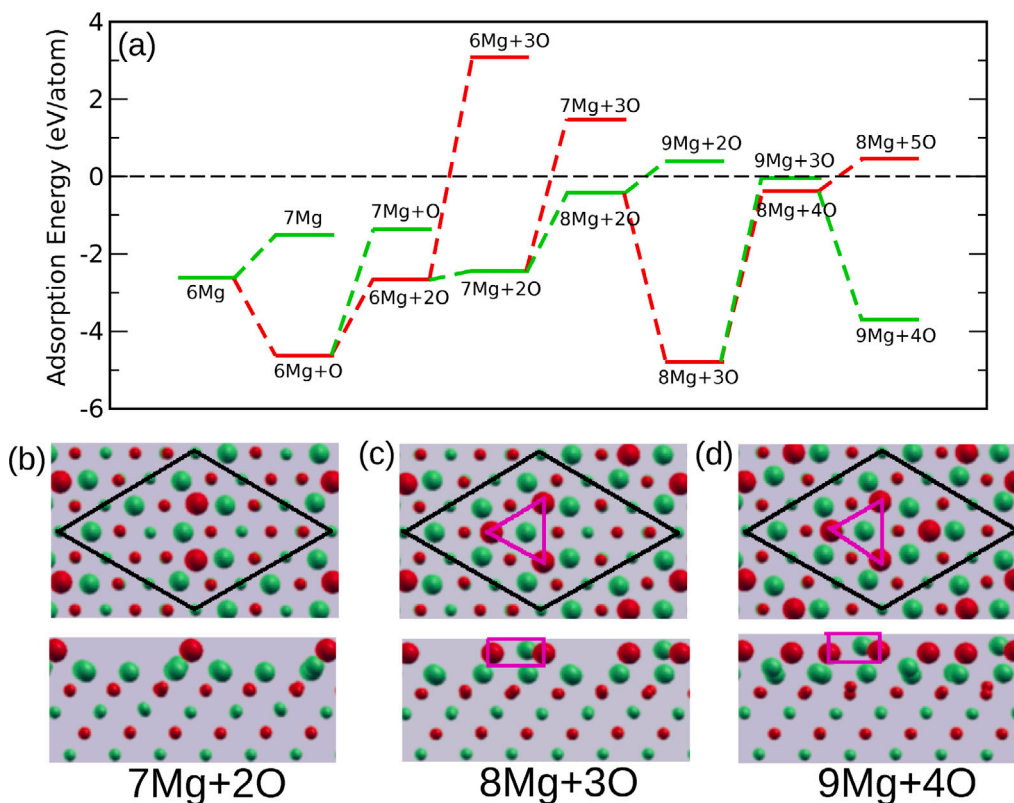 (a)
Adsorption Energy (eV/atom)
4
2
0
-2
-4
-6
6Mg+3O
7Mg+3O
9Mg+2O
9Mg+3O
8Mg+5O
7Mg
7Mg+O
8Mg+2O
8Mg+4O
6Mg
6Mg+2O
7Mg+2O
9Mg+4O
6Mg+O
8Mg+3O
(b)
(c)
(d)
7Mg+2O
8Mg+3O
9Mg+4O